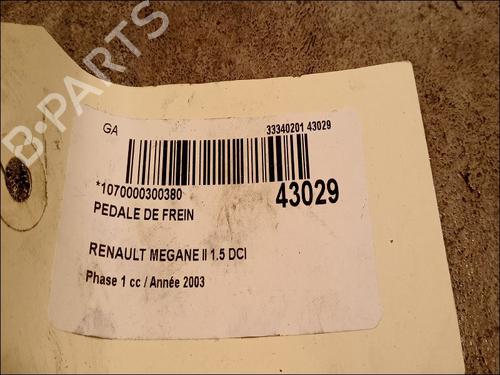 B-PARTS
GA 33340201 43029
*1070000300380 43029
PEDALE DE FREIN
RENAULT MEGANE II 1.5 DCI
Phase 1 cc / Année 2003